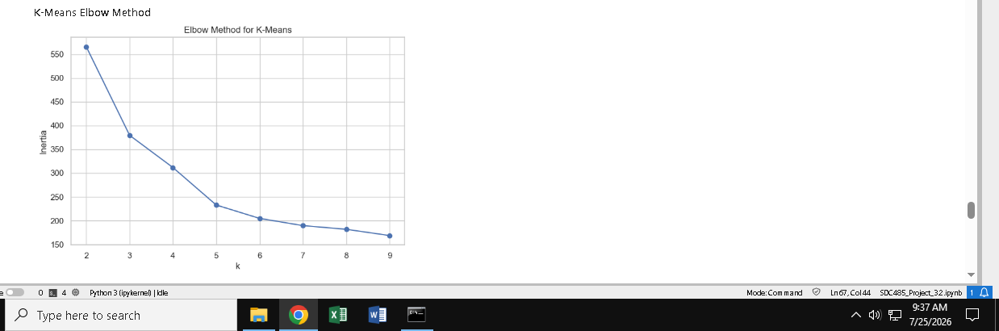 K-Means Elbow Method
Elbow Method for K-Means
550
500
450
400
350
300
250
200
150
Inertia
2 3 4 5 6 7 8 9
k
e 0 4 Python 3 (ipykernel) | Idle Mode: Command Ln 67, Col 44 SDC485_Project_3.2.ipynb 1
Type here to search
9:37 AM
7/25/2026